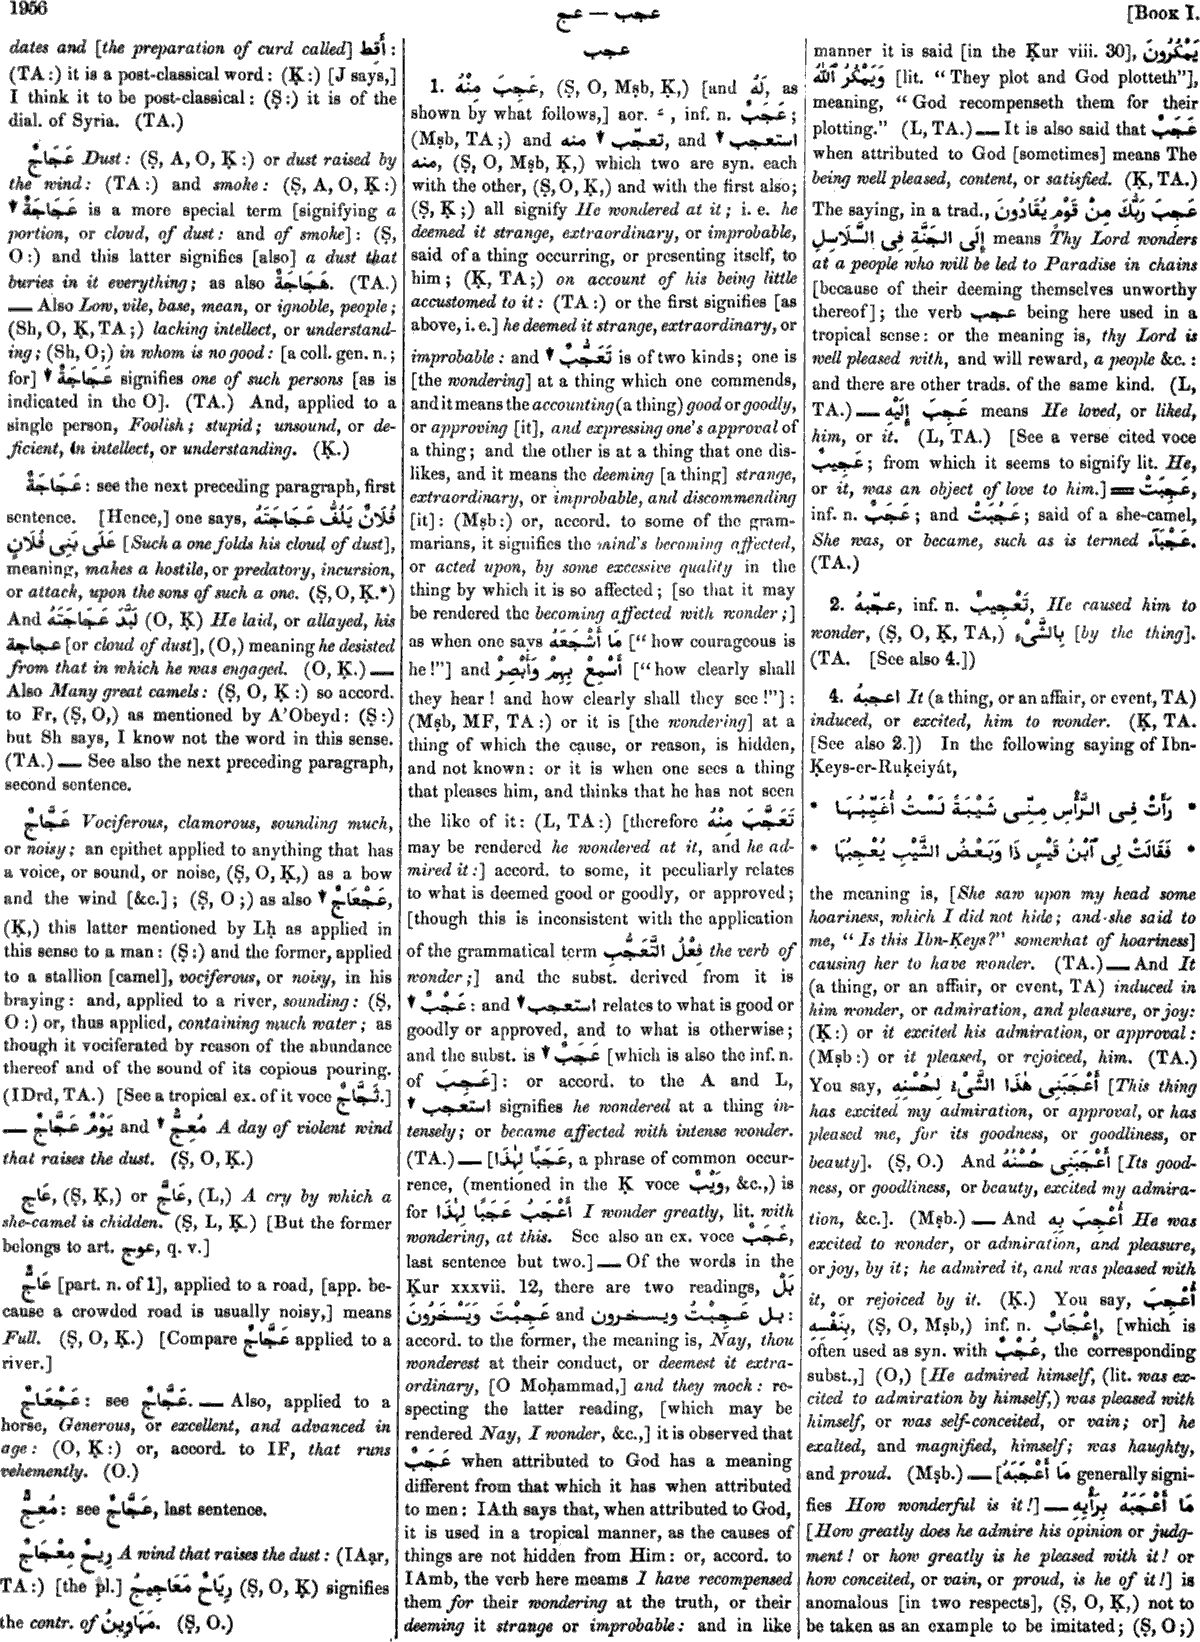 1956
عجب — عج
[Book I.
dates and [the preparation of curd called] أَقِط :
(TA:) it is a post-classical word: (Ḳ:) [J says,]
I think it to be post-classical: (Ṣ:) it is of the
dial. of Syria. (TA.)
عَجَاجٌ Dust: (Ṣ, A, O, Ḳ:) or dust raised by
the wind: (TA:) and smoke: (Ṣ, A, O, Ḳ:)
▼ عَجَاجَةٌ is a more special term [signifying a
portion, or cloud, of dust: and of smoke]: (Ṣ,
O:) and this latter signifies [also] a dust that
buries in it everything; as also هَجَاجَةٌ. (TA.)
— Also Low, vile, base, mean, or ignoble, people;
(Sh, O, Ḳ, TA;) lacking intellect, or understand-
ing; (Sh, O;) in whom is no good: [a coll. gen. n.;
for] ▼ عَجَاجَةٌ signifies one of such persons [as is
indicated in the O]. (TA.) And, applied to a
single person, Foolish; stupid; unsound, or de-
ficient, in intellect, or understanding. (Ḳ.)
عَجَاجَةٌ: see the next preceding paragraph, first
sentence. [Hence,] one says, فُلَانٌ يَلُفُّ عَجَاجَتَهُ
عَلَى بَنِى فُلَانٍ [Such a one folds his cloud of dust],
meaning, makes a hostile, or predatory, incursion,
or attack, upon the sons of such a one. (Ṣ, O, Ḳ.*)
And لَبَّدَ عَجَاجَتَهُ (O, Ḳ) He laid, or allayed, his
عجاجة [or cloud of dust], (O,) meaning he desisted
from that in which he was engaged. (O, Ḳ.) —
Also Many great camels: (Ṣ, O, Ḳ:) so accord.
to Fr, (Ṣ, O,) as mentioned by A'Obeyd: (Ṣ:)
but Sh says, I know not the word in this sense.
(TA.) — See also the next preceding paragraph,
second sentence.
عَجَّاجٌ Vociferous, clamorous, sounding much,
or noisy; an epithet applied to anything that has
a voice, or sound, or noise, (Ṣ, O, Ḳ,) as a bow
and the wind [&c.]; (Ṣ, O;) as also ▼ عَجْعَاجٌ,
(Ḳ,) this latter mentioned by Lḥ as applied in
this sense to a man: (Ṣ:) and the former, applied
to a stallion [camel], vociferous, or noisy, in his
braying: and, applied to a river, sounding: (Ṣ,
O:) or, thus applied, containing much water; as
though it vociferated by reason of the abundance
thereof and of the sound of its copious pouring.
(IDrd, TA.) [See a tropical ex. of it voce ثَجَّاجٌ.]
— يَوْمٌ عَجَّاجٌ and ▼ مُعِجٌّ A day of violent wind
that raises the dust. (Ṣ, O, Ḳ.)
عَاجِ, (Ṣ, Ḳ,) or عَاجِّ, (L,) A cry by which a
she-camel is chidden. (Ṣ, L, Ḳ.) [But the former
belongs to art. عوج, q. v.]
عَاجٌّ [part. n. of 1], applied to a road, [app. be-
cause a crowded road is usually noisy,] means
Full. (Ṣ, O, Ḳ.) [Compare عَجَّاجٌ applied to a
river.]
عَجْعَاجٌ: see عَجَّاجٌ. — Also, applied to a
horse, Generous, or excellent, and advanced in
age: (O, Ḳ:) or, accord. to IF, that runs
vehemently. (O.)
مُعِجٌّ: see عَجَّاجٌ, last sentence.
رِيحٌ مِعْجَاجٌ A wind that raises the dust: (IAạr,
TA:) [the pl.] رِيَاحٌ مَعَاجِيجُ (Ṣ, O, Ḳ) signifies
the contr. of مَهَاوِينُ. (Ṣ, O.)
عجب
1. عَجِبَ مِنْهُ, (Ṣ, O, Mṣb, Ḳ,) [and لَهُ, as
shown by what follows,] aor. ـَ , inf. n. عَجَبٌ;
(Mṣb, TA;) and ▼ تعجّب منه, and ▼ استعجب
منه, (Ṣ, O, Mṣb, Ḳ,) which two are syn. each
with the other, (Ṣ, O, Ḳ,) and with the first also;
(Ṣ, Ḳ;) all signify He wondered at it; i. e. he
deemed it strange, extraordinary, or improbable,
said of a thing occurring, or presenting itself, to
him; (Ḳ, TA;) on account of his being little
accustomed to it: (TA:) or the first signifies [as
above, i. e.] he deemed it strange, extraordinary, or
improbable: and ▼ تَعَجُّبٌ is of two kinds; one is
[the wondering] at a thing which one commends,
and it means the accounting (a thing) good or goodly,
or approving [it], and expressing one's approval of
a thing; and the other is at a thing that one dis-
likes, and it means the deeming [a thing] strange,
extraordinary, or improbable, and discommending
[it]: (Mṣb:) or, accord. to some of the gram-
marians, it signifies the mind's becoming affected,
or acted upon, by some excessive quality in the
thing by which it is so affected; [so that it may
be rendered the becoming affected with wonder;]
as when one says مَا أَشْجَعَهُ ["how courageous is
he!"] and أَسْمِعْ بِهِمْ وَأَبْصِرْ ["how clearly shall
they hear! and how clearly shall they see!"]:
(Mṣb, MF, TA:) or it is [the wondering] at a
thing of which the cause, or reason, is hidden,
and not known: or it is when one sees a thing
that pleases him, and thinks that he has not seen
the like of it: (L, TA:) [therefore تَعَجَّبَ مِنْهُ
may be rendered he wondered at it, and he ad-
mired it:] accord. to some, it peculiarly relates
to what is deemed good or goodly, or approved;
[though this is inconsistent with the application
of the grammatical term فِعْلُ التَّعَجُّبِ the verb of
wonder;] and the subst. derived from it is
▼ عُجْبٌ: and ▼ استعجب relates to what is good or
goodly or approved, and to what is otherwise;
and the subst. is ▼ عَجَبٌ [which is also the inf. n.
of عَجِبَ]: or accord. to the A and L,
▼ استعجب signifies he wondered at a thing in-
tensely; or became affected with intense wonder.
(TA.) — [عَجَبًا لِهٰذَا, a phrase of common occur-
rence, (mentioned in the Ḳ voce وَيْبٌ, &c.,) is
for أَعْجَبُ عَجَبًا لِهٰذَا I wonder greatly, lit. with
wondering, at this. See also an ex. voce عَجَبٌ,
last sentence but two.] — Of the words in the
Ḳur xxxvii. 12, there are two readings, بَلْ
عَجِبْتَ وَيَسْخَرُونَ and بل عَجِبْتُ ويسخرون:
accord. to the former, the meaning is, Nay, thou
wonderest at their conduct, or deemest it extra-
ordinary, [O Moḥammad,] and they mock: re-
specting the latter reading, [which may be
rendered Nay, I wonder, &c.,] it is observed that
عَجَبٌ when attributed to God has a meaning
different from that which it has when attributed
to men: IAth says that, when attributed to God,
it is used in a tropical manner, as the causes of
things are not hidden from Him: or, accord. to
IAmb, the verb here means I have recompensed
them for their wondering at the truth, or their
deeming it strange or improbable: and in like
manner it is said [in the Ḳur viii. 30], يَمْكُرُونَ
وَيَمْكُرُ ٱللّٰهُ [lit. "They plot and God plotteth"],
meaning, "God recompenseth them for their
plotting." (L, TA.) — It is also said that عَجَبٌ
when attributed to God [sometimes] means The
being well pleased, content, or satisfied. (Ḳ, TA.)
The saying, in a trad., عَجِبَ رَبُّكَ مِنْ قَوْمٍ يُقَادُونَ
إِلَى الجَنَّةِ فِى السَّلَاسِلِ means Thy Lord wonders
at a people who will be led to Paradise in chains
[because of their deeming themselves unworthy
thereof]; the verb عجب being here used in a
tropical sense: or the meaning is, thy Lord is
well pleased with, and will reward, a people &c.:
and there are other trads. of the same kind. (L,
TA.) — عَجِبَ إِلَيْهِ means He loved, or liked,
him, or it. (L, TA.) [See a verse cited voce
عَجِيبٌ; from which it seems to signify lit. He,
or it, was an object of love to him.] = عَجِبَتْ,
inf. n. عَجَبٌ; and عَجُبَتْ; said of a she-camel,
She was, or became, such as is termed عَجْبَآءُ.
(TA.)
2. عجّبهُ, inf. n. تَعْجِيبٌ, He caused him to
wonder, (Ṣ, O, Ḳ, TA,) بِالشَّىْءِ [by the thing].
(TA. [See also 4.])
4. اعجبهُ It (a thing, or an affair, or event, TA)
induced, or excited, him to wonder. (Ḳ, TA.
[See also 2.]) In the following saying of Ibn-
Ḳeys-er-Ruḳeiyát,
* رَأَتْ فِى الرَّأْسِ مِنِّى شَيْبَةً لَسْتُ أُغَيِّبُهَا *
* فَقَالَتْ لِى ٱبْنُ قَيْسٍ ذَا وَبَعْضُ الشَّيْبِ يُعْجِبُهَا *
the meaning is, [She saw upon my head some
hoariness, which I did not hide; and she said to
me, "Is this Ibn-Ḳeys?" somewhat of hoariness]
causing her to have wonder. (TA.) — And It
(a thing, or an affair, or event, TA) induced in
him wonder, or admiration, and pleasure, or joy:
(Ḳ:) or it excited his admiration, or approval:
(Mṣb:) or it pleased, or rejoiced, him. (TA.)
You say, أَعْجَبَنِى هٰذَا الشَّىْءُ لِحُسْنِهِ [This thing
has excited my admiration, or approval, or has
pleased me, for its goodness, or goodliness, or
beauty]. (Ṣ, O.) And أَعْجَبَنِى حُسْنُهُ [Its good-
ness, or goodliness, or beauty, excited my admira-
tion, &c.]. (Mṣb.) — And أُعْجِبَ بِهِ He was
excited to wonder, or admiration, and pleasure,
or joy, by it; he admired it, and was pleased with
it, or rejoiced by it. (Ḳ.) You say, أُعْجِبَ
بِنَفْسِهِ, (Ṣ, O, Mṣb,) inf. n. إِعْجَابٌ, [which is
often used as syn. with عُجْبٌ, the corresponding
subst.,] (O,) [He admired himself, (lit. was ex-
cited to admiration by himself,) was pleased with
himself, or was self-conceited, or vain; or] he
exalted, and magnified, himself; was haughty,
and proud. (Mṣb.) — [مَا أَعْجَبَهُ generally signi-
fies How wonderful is it!] — مَا أَعْجَبَهُ بِرَأْيِهِ
[How greatly does he admire his opinion or judg-
ment! or how greatly is he pleased with it! or
how conceited, or vain, or proud, is he of it!] is
anomalous [in two respects], (Ṣ, O, Ḳ,) not to
be taken as an example to be imitated; (Ṣ, O;)